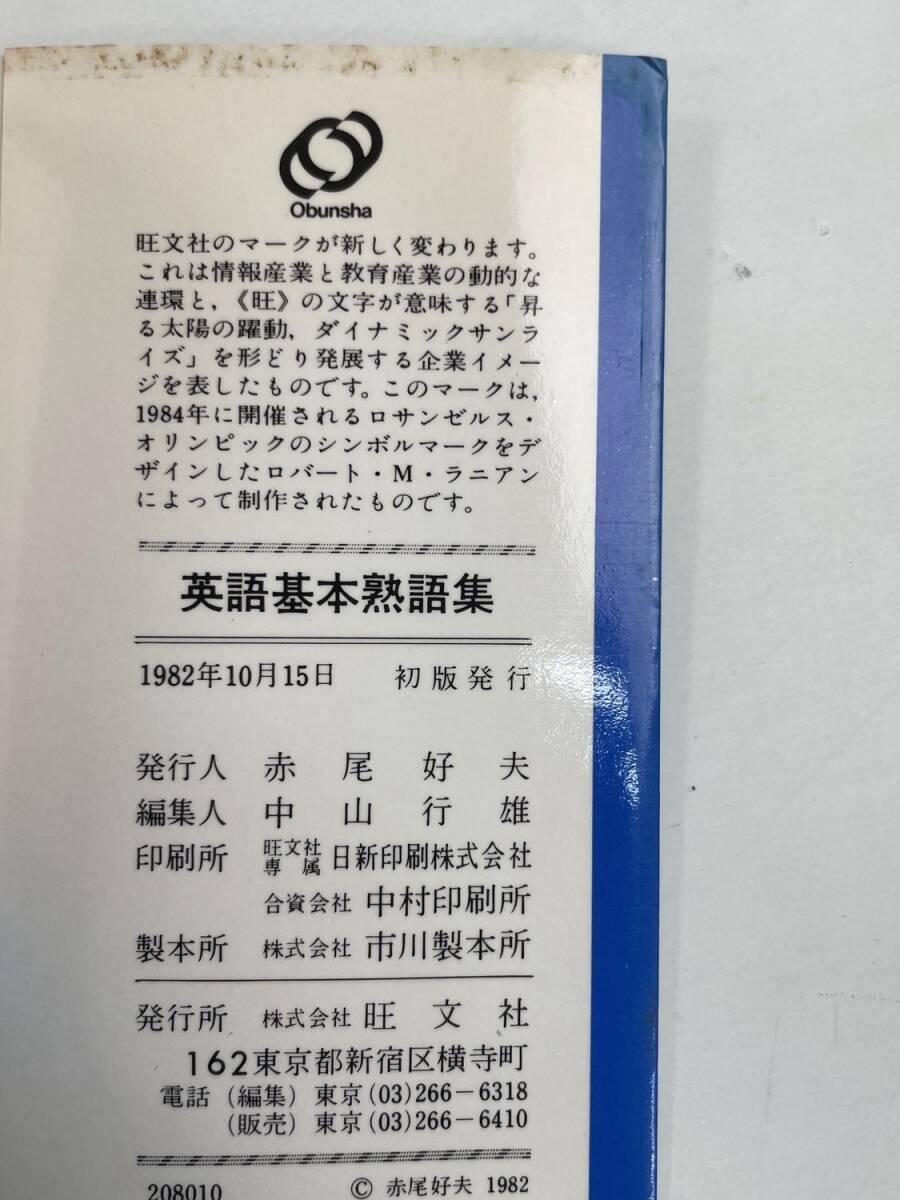 Obunsha
旺文社のマークが新しく変わります。
これは情報産業と教育産業の動的な
連環と,《旺》の文字が意味する「昇
る太陽の躍動, ダイナミックサンラ
イズ」を形どり発展する企業イメー
ジを表したものです。このマークは,
1984年に開催されるロサンゼルス・
オリンピックのシンボルマークをデ
ザインしたロバート・M・ラニアン
によって制作されたものです。
英語基本熟語集
1982年10月15日 初版発行
発行人 赤尾好夫
編集人 中山行雄
印刷所 旺文社専属 日新印刷株式会社
合資会社 中村印刷所
製本所 株式会社 市川製本所
発行所 株式会社 旺文社
162東京都新宿区横寺町
電話 (編集) 東京(03)266-6318
(販売) 東京(03)266-6410
208010 © 赤尾好夫 1982